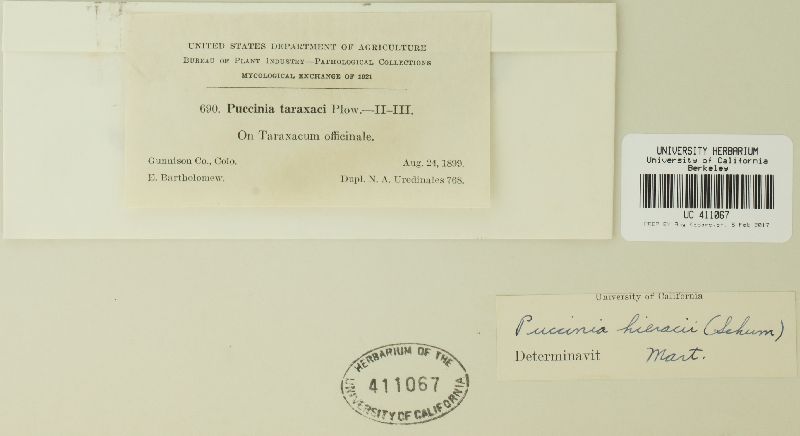 UNITED STATES DEPARTMENT OF AGRICULTURE
BUREAU OF PLANT INDUSTRY—PATHOLOGICAL COLLECTIONS
MYCOLOGICAL EXCHANGE OF 1921
690. Puccinia taraxaci Plow.—II–III.
On Taraxacum officinale.
Gunnison Co., Colo. Aug. 24, 1899.
E. Bartholomew. Dupl. N. A. Uredinales 768.
UNIVERSITY HERBARIUM
University of California
Berkeley
UC 411067
5 Feb 2017
University of California
Puccinia hieracii (Schum)
Determinavit Mart.
HERBARIUM OF THE
411067
UNIVERSITY OF CALIFORNIA